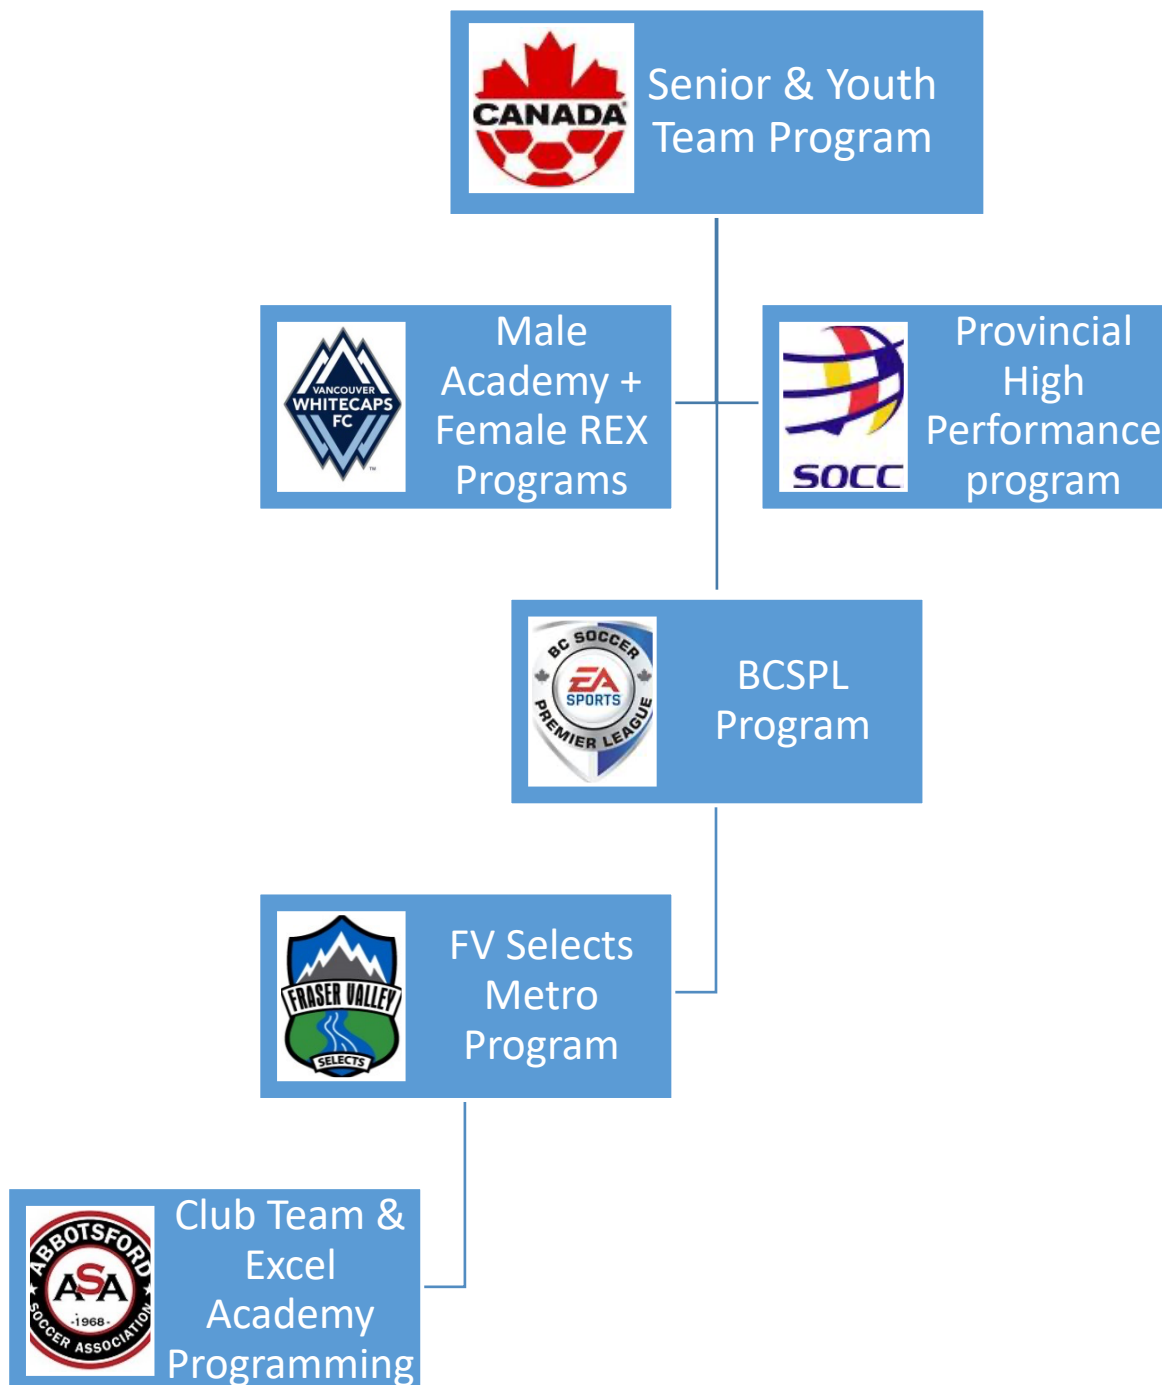 CANADA
Senior & Youth
Team Program
VANCOUVER
WHITECAPS
FC
TM
Male
Academy +
Female REX
Programs
SOCC
Provincial
High
Performance
program
BC SOCCER
EA
SPORTS
PREMIER LEAGUE
BCSPL
Program
FRASER VALLEY
SELECTS
FV Selects
Metro
Program
ABBOTSFORD
ASA
-1968-
SOCCER ASSOCIATION
Club Team &
Excel
Academy
Programming